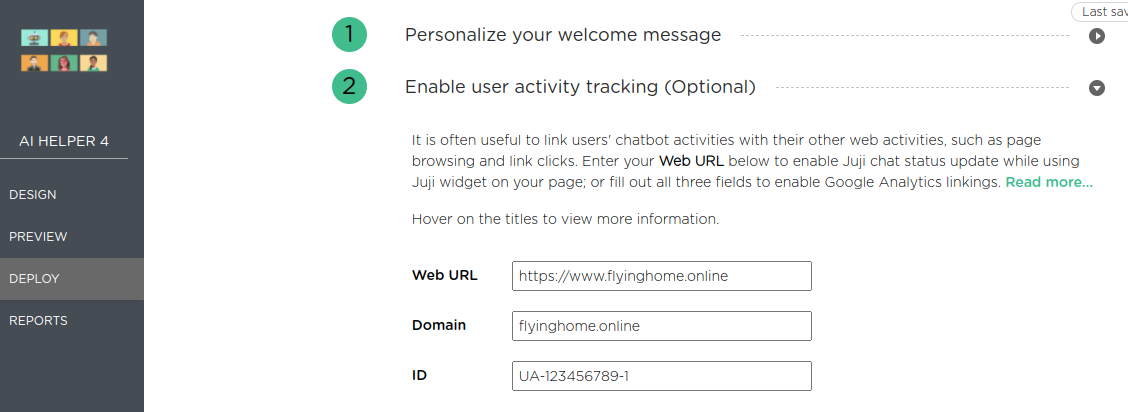 Last sav
1 Personalize your welcome message
2 Enable user activity tracking (Optional)
AI HELPER 4
DESIGN
PREVIEW
DEPLOY
REPORTS
It is often useful to link users' chatbot activities with their other web activities, such as page
browsing and link clicks. Enter your Web URL below to enable Juji chat status update while using
Juji widget on your page; or fill out all three fields to enable Google Analytics linkings. Read more...
Hover on the titles to view more information.
Web URL https://www.flyinghome.online
Domain flyinghome.online
ID UA-123456789-1